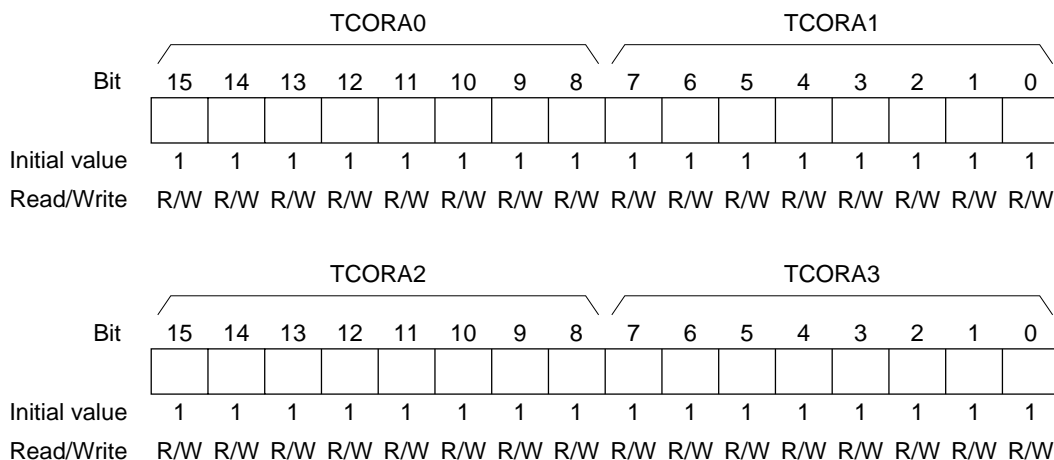 TCORA0 TCORA1
Bit 15 14 13 12 11 10 9 8 7 6 5 4 3 2 1 0
Initial value 1 1 1 1 1 1 1 1 1 1 1 1 1 1 1 1
Read/Write R/W R/W R/W R/W R/W R/W R/W R/W R/W R/W R/W R/W R/W R/W R/W R/W
TCORA2 TCORA3
Bit 15 14 13 12 11 10 9 8 7 6 5 4 3 2 1 0
Initial value 1 1 1 1 1 1 1 1 1 1 1 1 1 1 1 1
Read/Write R/W R/W R/W R/W R/W R/W R/W R/W R/W R/W R/W R/W R/W R/W R/W R/W